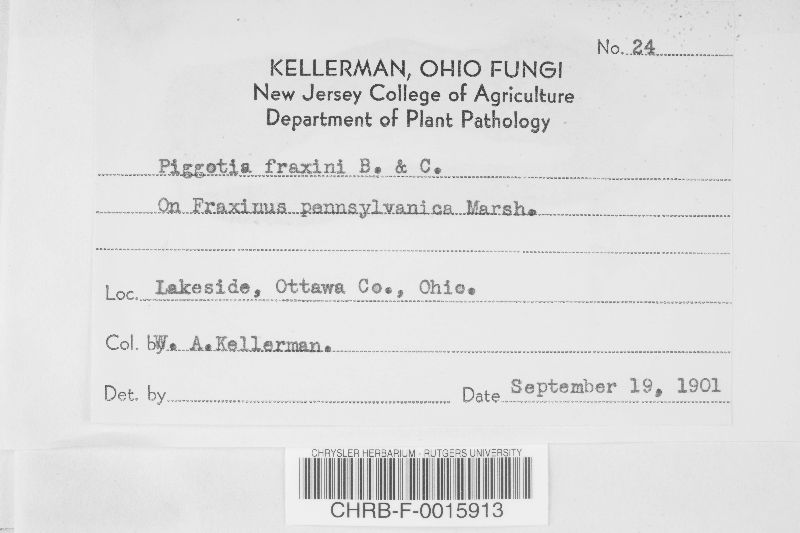 No. 24
KELLERMAN, OHIO FUNGI
New Jersey College of Agriculture
Department of Plant Pathology
Piggotia fraxini B. & C.
On Fraxinus pennsylvanica Marsh.
Loc. Lakeside, Ottawa Co., Ohio.
Col. by W. A.Kellerman.
Det. by
Date September 19, 1901
CHRYSLER HERBARIUM - RUTGERS UNIVERSITY
CHRB-F-0015913